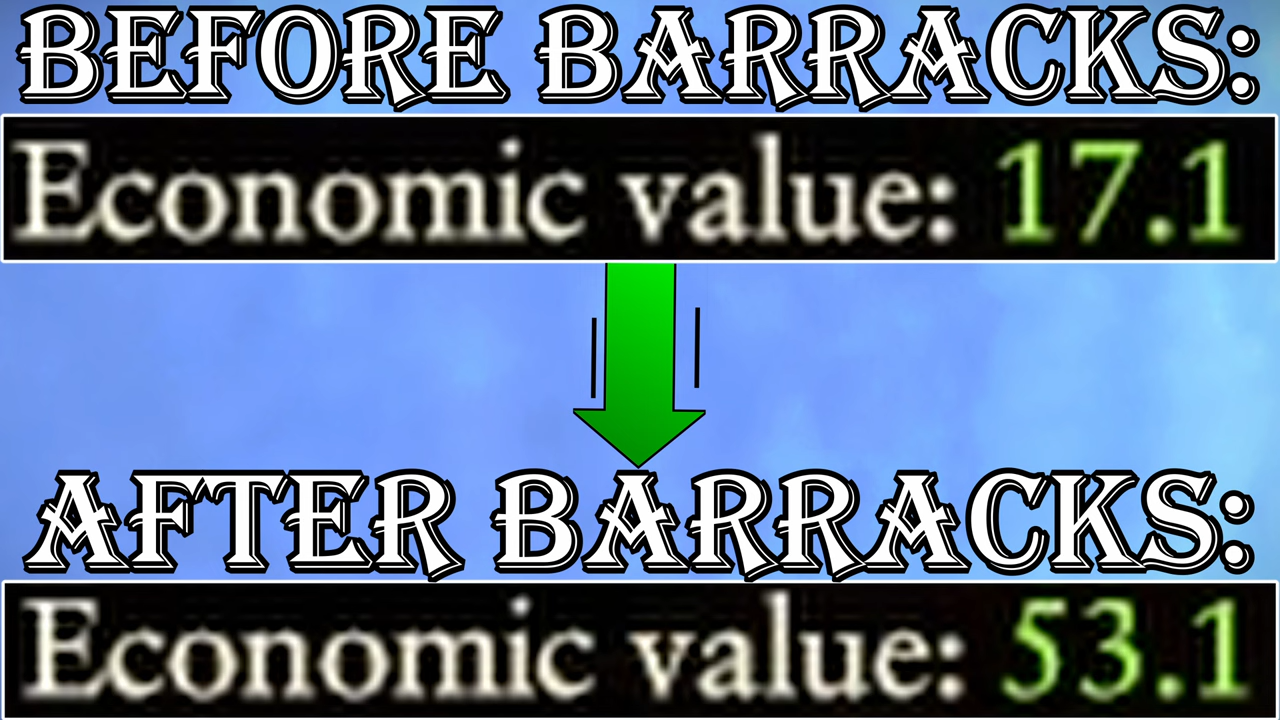 BEFORE BARRACKS:
Economic value: 17.1
AFTER BARRACKS:
Economic value: 53.1